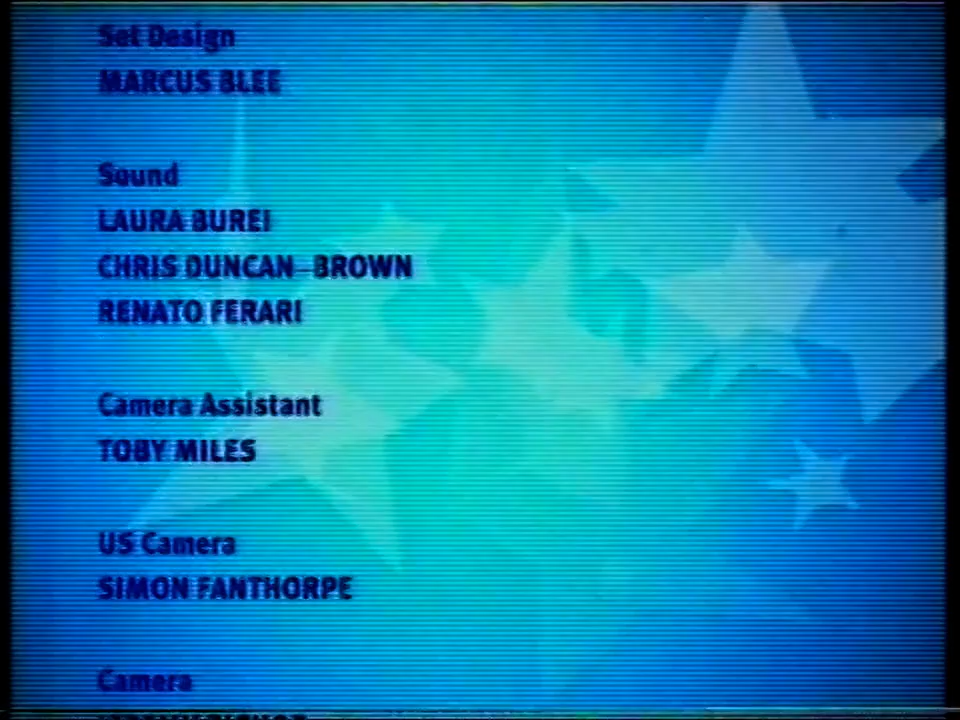 Set Design
MARCUS BLEE
Sound
LAURA BUREI
CHRIS DUNCAN-BROWN
RENATO FERARI
Camera Assistant
TOBY MILES
US Camera
SIMON FANTHORPE
Camera